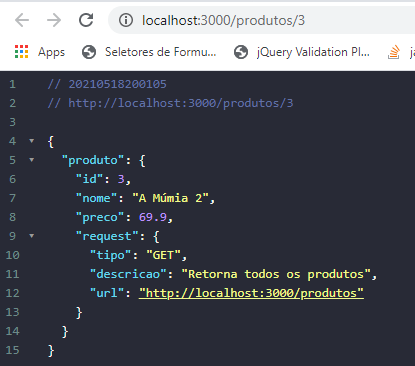 localhost:3000/produtos/3
Apps Seletores de Formu... jQuery Validation Pl...
1 // 20210518200105
2 // http://localhost:3000/produtos/3
3
4 {
5 "produto": {
6 "id": 3,
7 "nome": "A Múmia 2",
8 "preco": 69.9,
9 "request": {
10 "tipo": "GET",
11 "descricao": "Retorna todos os produtos",
12 "url": "http://localhost:3000/produtos"
13 }
14 }
15 }